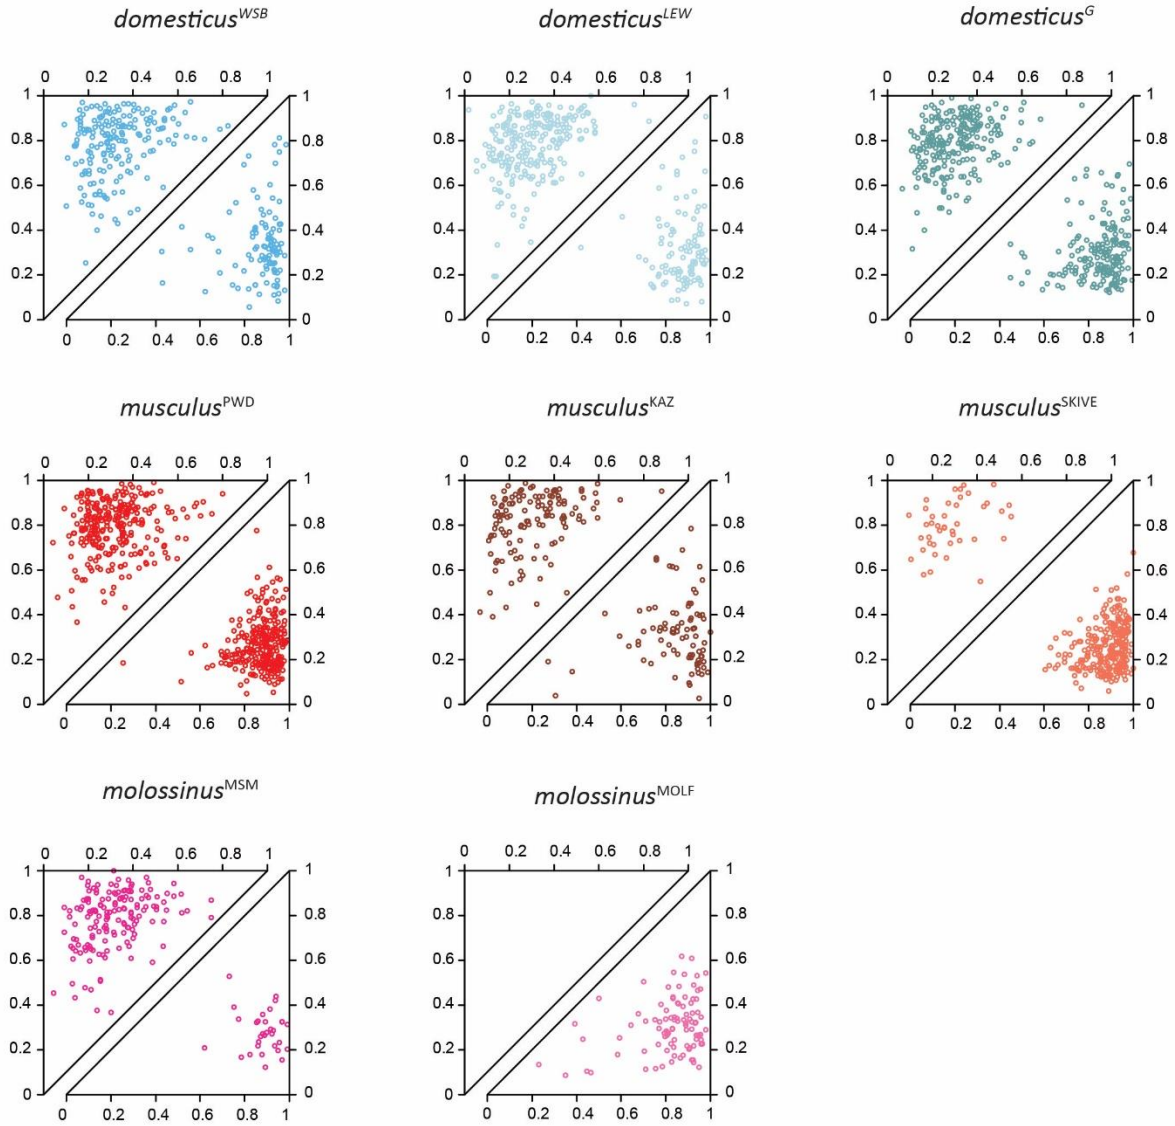 domesticusWSB domesticusLEW domesticusG
0 0.2 0.4 0.6 0.8 1 0 0.2 0.4 0.6 0.8 1 0 0.2 0.4 0.6 0.8 1
1 1 1 1 1 1
0.8 0.8 0.8 0.8 0.8 0.8
0.6 0.6 0.6 0.6 0.6 0.6
0.4 0.4 0.4 0.4 0.4 0.4
0.2 0.2 0.2 0.2 0.2 0.2
0 0 0 0 0 0
0 0.2 0.4 0.6 0.8 1 0 0.2 0.4 0.6 0.8 1 0 0.2 0.4 0.6 0.8 1
musculusPWD musculusKAZ musculusSKIVE
0 0.2 0.4 0.6 0.8 1 0 0.2 0.4 0.6 0.8 1 0 0.2 0.4 0.6 0.8 1
1 1 1 1 1 1
0.8 0.8 0.8 0.8 0.8 0.8
0.6 0.6 0.6 0.6 0.6 0.6
0.4 0.4 0.4 0.4 0.4 0.4
0.2 0.2 0.2 0.2 0.2 0.2
0 0 0 0 0 0
0 0.2 0.4 0.6 0.8 1 0 0.2 0.4 0.6 0.8 1 0 0.2 0.4 0.6 0.8 1
molossinusMSM molossinusMOLF
0 0.2 0.4 0.6 0.8 1 0 0.2 0.4 0.6 0.8 1
1 1 1 1
0.8 0.8 0.8 0.8
0.6 0.6 0.6 0.6
0.4 0.4 0.4 0.4
0.2 0.2 0.2 0.2
0 0 0 0
0 0.2 0.4 0.6 0.8 1 0 0.2 0.4 0.6 0.8 1